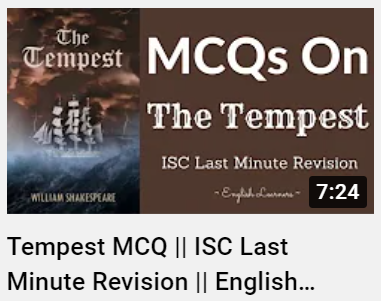 The
Tempest
WILLIAM SHAKESPEARE
MCQs On
The Tempest
ISC Last Minute Revision
~ English Learners ~
7:24
Tempest MCQ || ISC Last
Minute Revision || English...